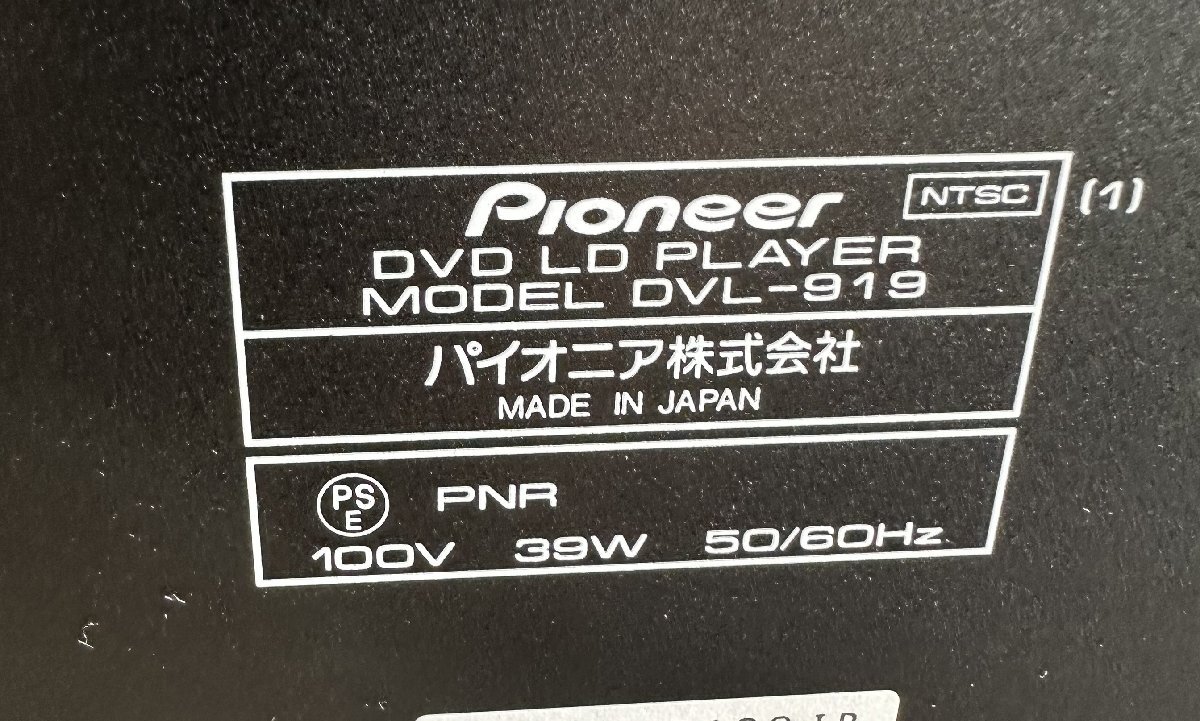 Pioneer
NTSC (1)
DVD LD PLAYER
MODEL DVL-919
パイオニア株式会社
MADE IN JAPAN
PS
E
PNR
100V 39W 50/60Hz